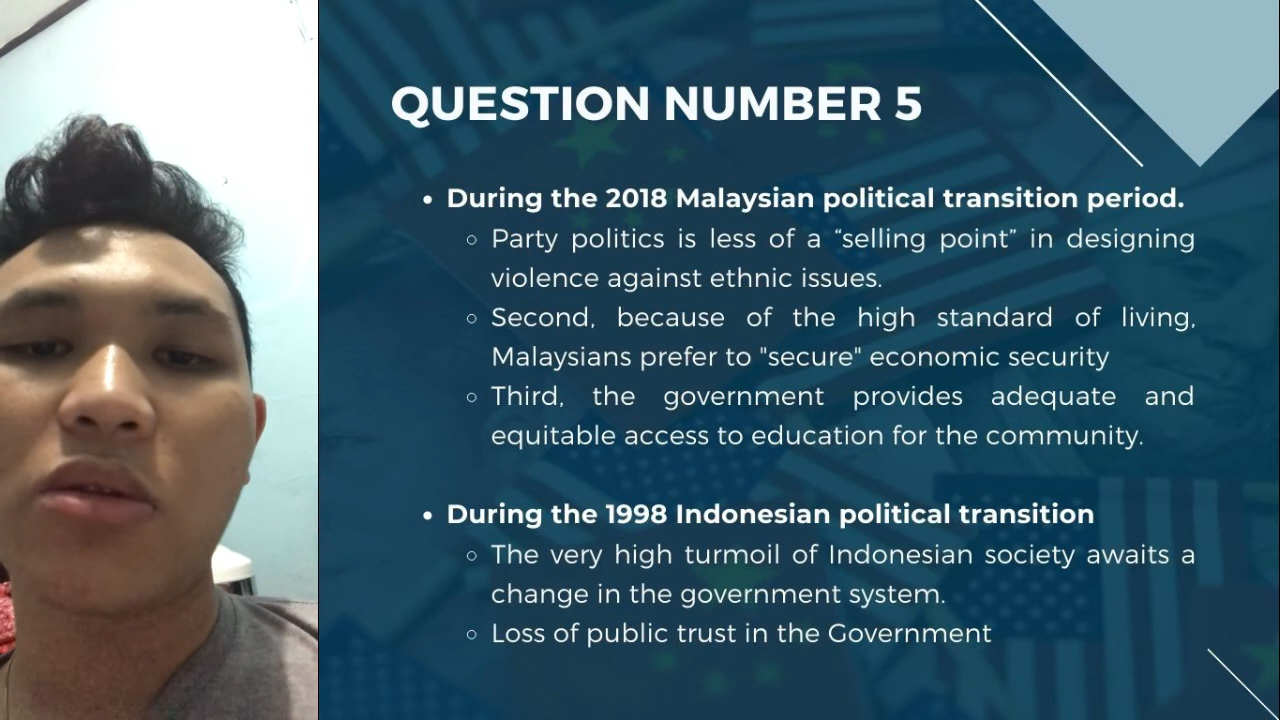 QUESTION NUMBER 5
• During the 2018 Malaysian political transition period.
○ Party politics is less of a “selling point” in designing
violence against ethnic issues.
○ Second, because of the high standard of living,
Malaysians prefer to "secure" economic security
○ Third, the government provides adequate and
equitable access to education for the community.
• During the 1998 Indonesian political transition
○ The very high turmoil of Indonesian society awaits a
change in the government system.
○ Loss of public trust in the Government